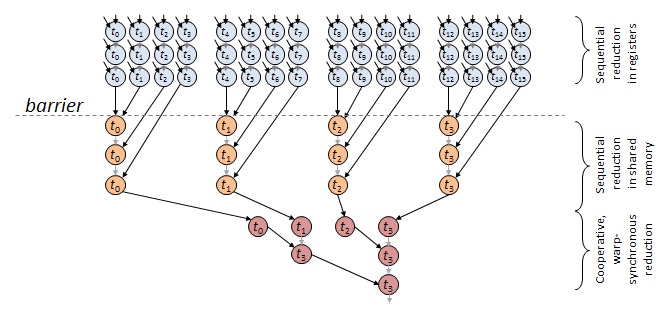 t0 t1 t2 t3 t4 t5 t6 t7 t8 t9 t10 t11 t12 t13 t14 t15
t0 t1 t2 t3 t4 t5 t6 t7 t8 t9 t10 t11 t12 t13 t14 t15
t0 t1 t2 t3 t4 t5 t6 t7 t8 t9 t10 t11 t12 t13 t14 t15
Sequential
reduction
in registers
barrier
t0 t1 t2 t3
t0 t1 t2 t3
t0 t1 t2 t3
Sequential
reduction
in shared
memory
t0 t1 t2 t3
t3 t3
t3
Cooperative,
warp-
synchronous
reduction